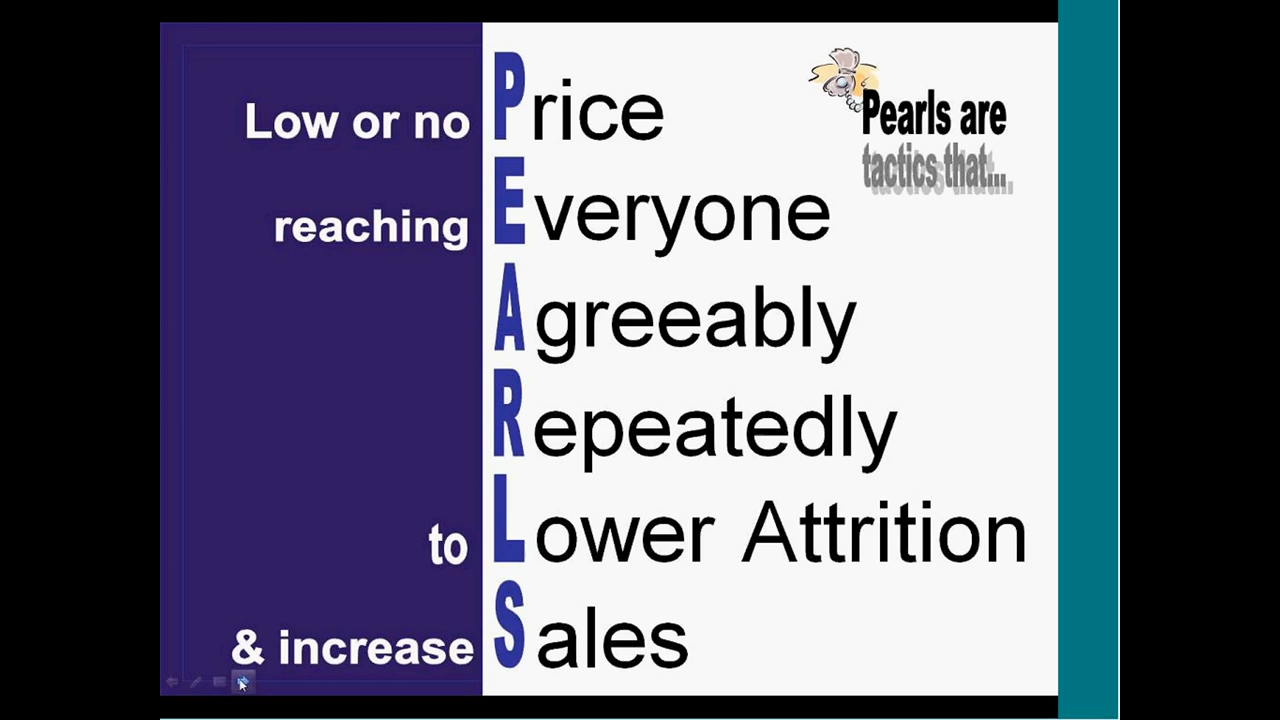 Pearls are
tactics that...
Low or no Price
reaching Everyone
Agreeably
Repeatedly
to Lower Attrition
& increase Sales